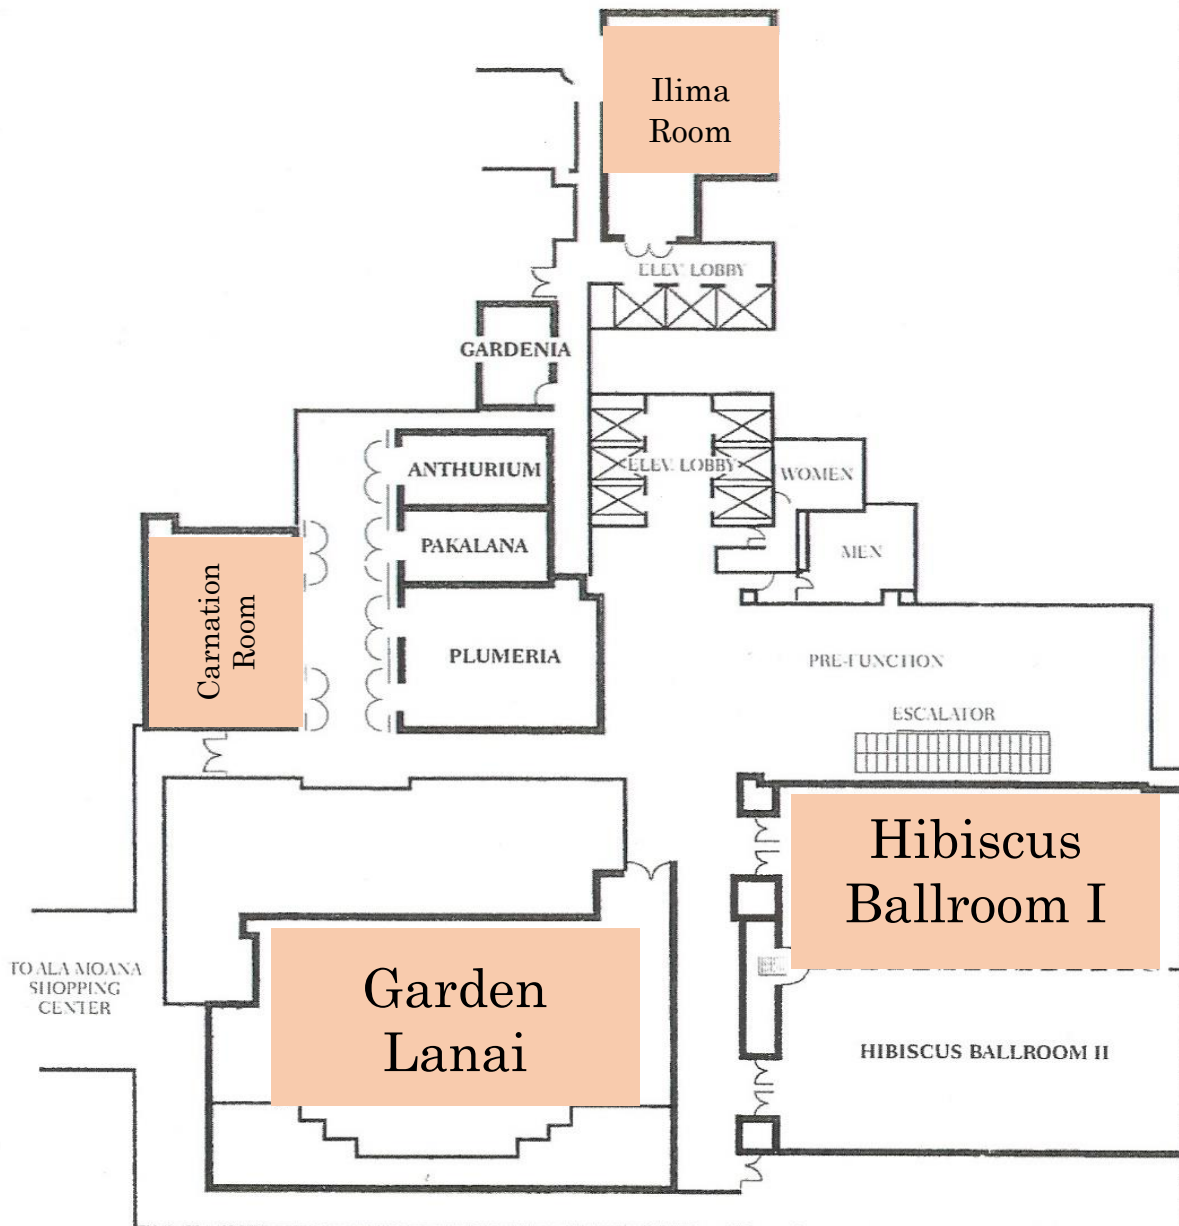 Ilima
Room
ELEV. LOBBY
GARDENIA
ANTHURIUM
ELEV. LOBBY
WOMEN
PAKALANA
MEN
Carnation
Room
PLUMERIA
PRE-FUNCTION
ESCALATOR
Hibiscus
Ballroom I
TO ALA MOANA
SHOPPING
CENTER
Garden
Lanai
HIBISCUS BALLROOM II